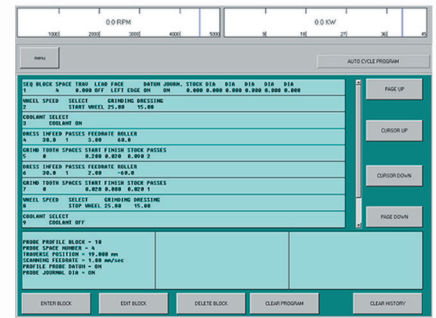 0.0 RPM 0.0 KW
1000 2000 3000 4000 5000 9 18 27 36 45
menu
AUTO CYCLE PROGRAM
SEQ BLOCK SPACE TRAV LEAD FACE DATUM JOURN. STOCK DIA DIA DIA DIA DIA
1 4 0.000 OFF LEFT EDGE ON ON 0.000 0.000 0.000 0.000 0.000
WHEEL SPEED SELECT GRINDING DRESSING
2 START WHEEL 25.00 15.00
COOLANT SELECT
3 COOLANT ON
DRESS INFEED PASSES FEEDRATE ROLLER
4 30.0 1 3.00 60.0
GRIND TOOTH SPACES START FINISH STOCK PASSES
5 0 0.200 0.020 0.090 2
DRESS INFEED PASSES FEEDRATE ROLLER
6 30.0 1 2.00 -60.0
GRIND TOOTH SPACES START FINISH STOCK PASSES
7 0 0.020 0.000 0.020 1
WHEEL SPEED SELECT GRINDING DRESSING
8 STOP WHEEL 25.00 15.00
COOLANT SELECT
9 COOLANT OFF
PAGE UP
CURSOR UP
CURSOR DOWN
PAGE DOWN
PROBE PROFILE BLOCK = 10
PROBE SPACE NUMBER = 4
TRAVERSE POSITION = 19.000 mm
SCANNING FEEDRATE = 1.00 mm/sec
PROFILE PROBE DATUM = ON
PROBE JOURNAL DIA = ON
ENTER BLOCK EDIT BLOCK DELETE BLOCK CLEAR PROGRAM CLEAR HISTORY